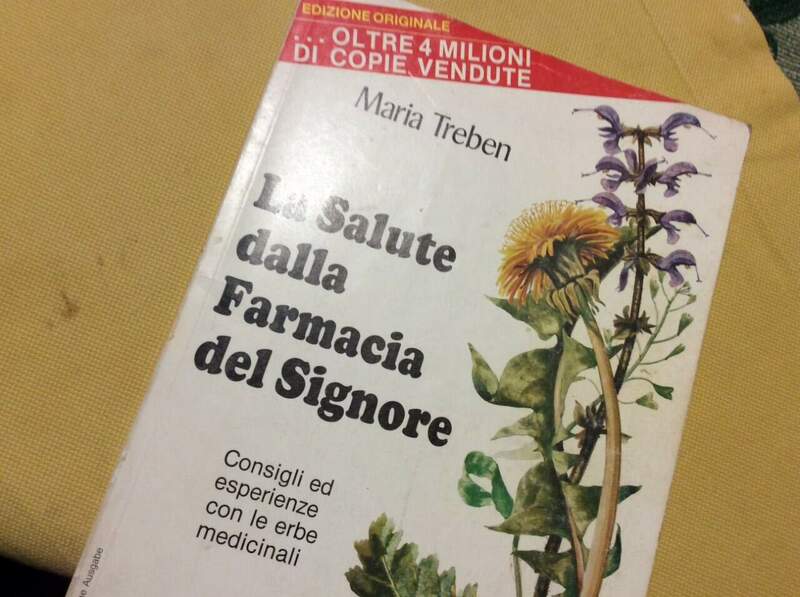 EDIZIONE ORIGINALE
... OLTRE 4 MILIONI
DI COPIE VENDUTE
Maria Treben
La Salute
dalla
Farmacia
del Signore
Consigli ed
esperienze
con le erbe
medicinali
Ausgabe